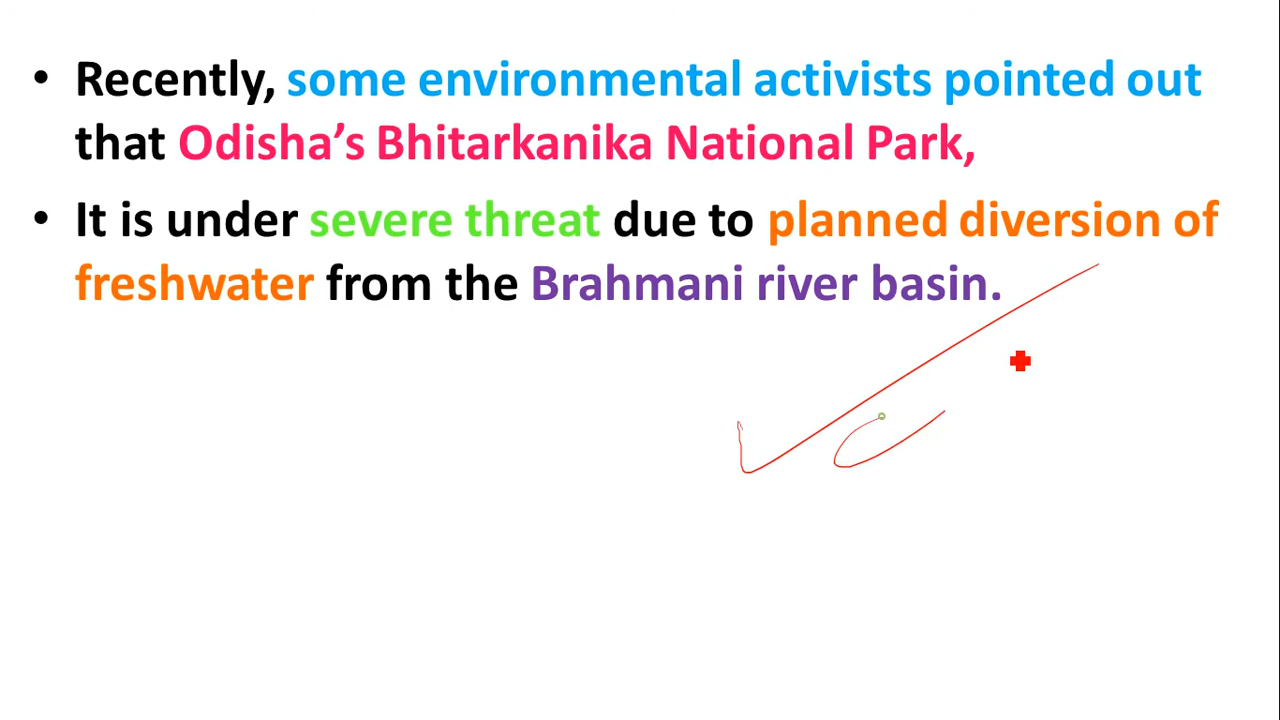 • Recently, some environmental activists pointed out
that Odisha’s Bhitarkanika National Park,
• It is under severe threat due to planned diversion of
freshwater from the Brahmani river basin.